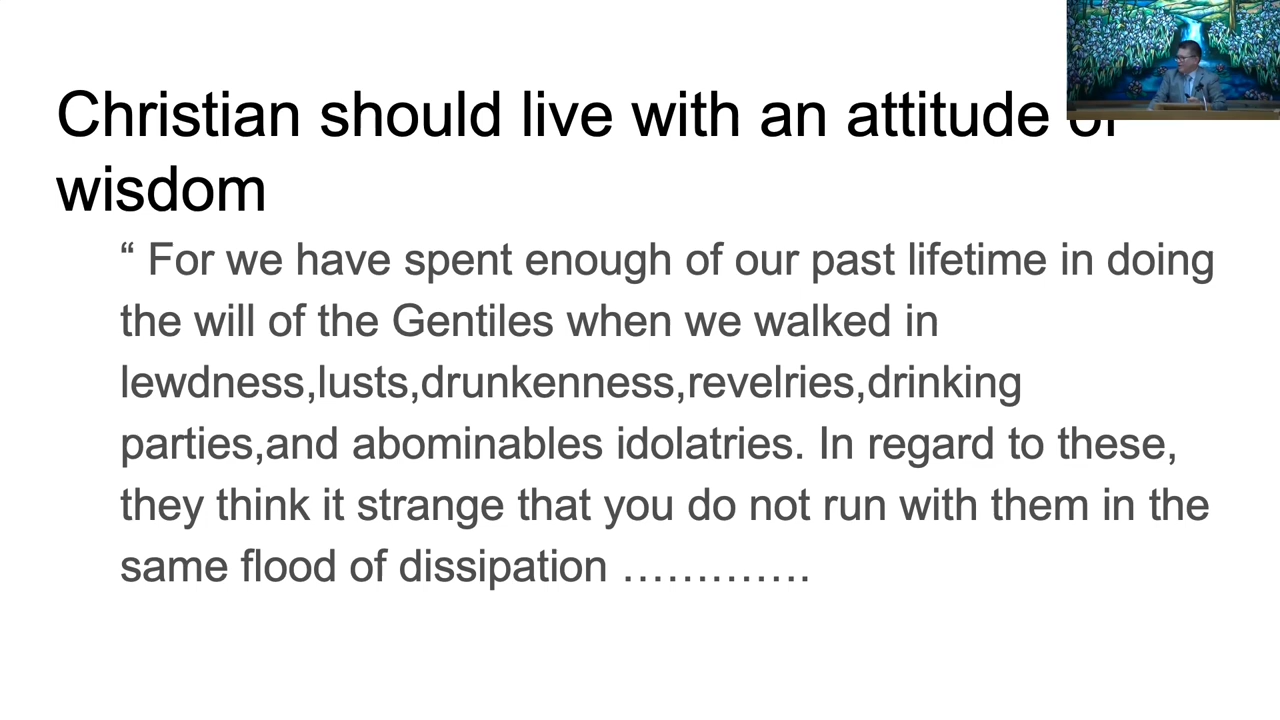 Christian should live with an attitude of
wisdom
“ For we have spent enough of our past lifetime in doing
the will of the Gentiles when we walked in
lewdness,lusts,drunkenness,revelries,drinking
parties,and abominables idolatries. In regard to these,
they think it strange that you do not run with them in the
same flood of dissipation .............